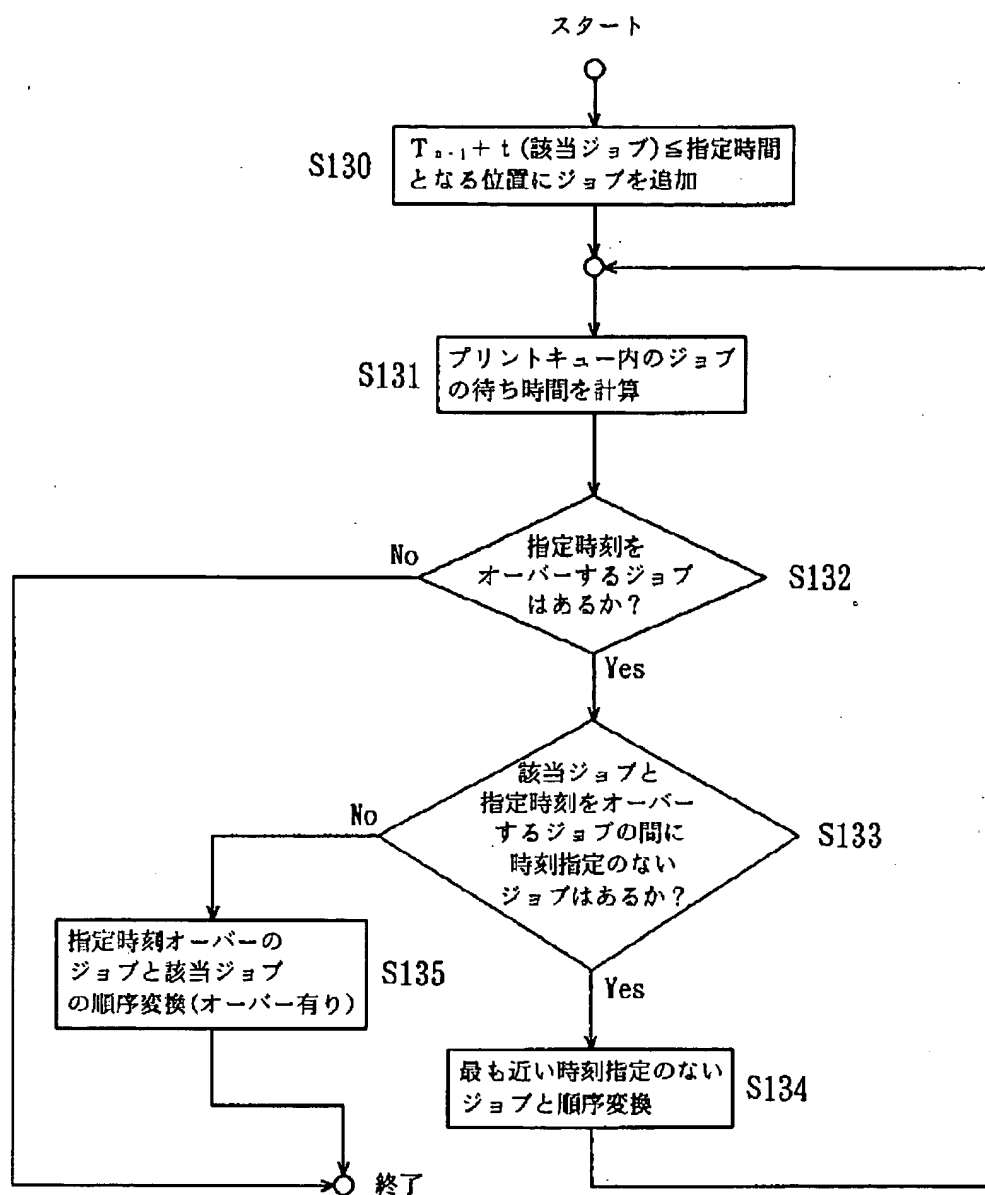 スタート
S130
Tn-1+t(該当ジョブ)≦指定時間
となる位置にジョブを追加
S131
プリントキュー内のジョブ
の待ち時間を計算
No
指定時刻を
オーバーするジョブ
はあるか?
S132
Yes
該当ジョブと
指定時刻をオーバー
するジョブの間に
時刻指定のない
ジョブはあるか?
No
S133
指定時刻オーバーの
ジョブと該当ジョブ
の順序変換(オーバー有り)
S135
Yes
最も近い時刻指定のない
ジョブと順序変換
S134
終了